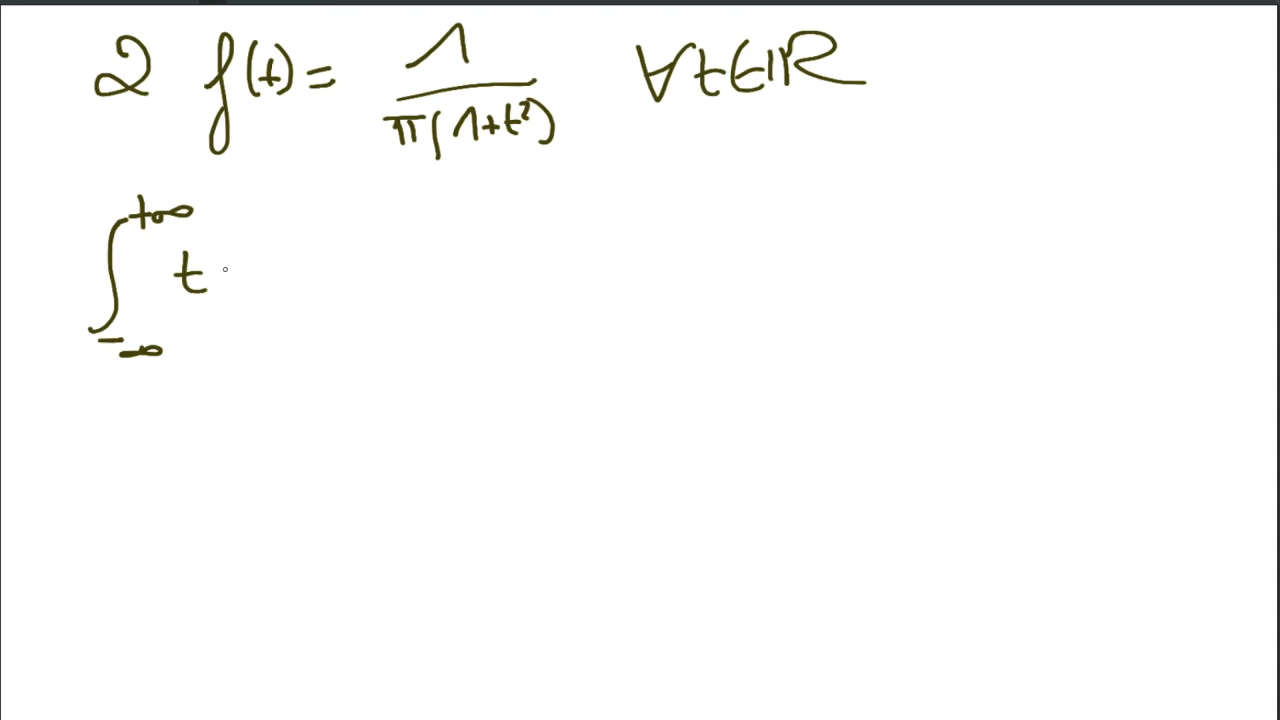 2 f(t) = 1 / π(1+t²) ∀t∈ℝ
∫_{-∞}^{+∞} t